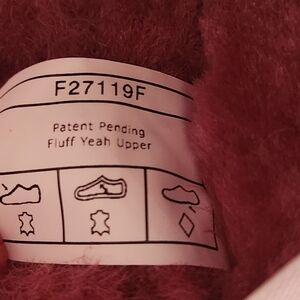 F27119F
Patent Pending
Fluff Yeah Upper